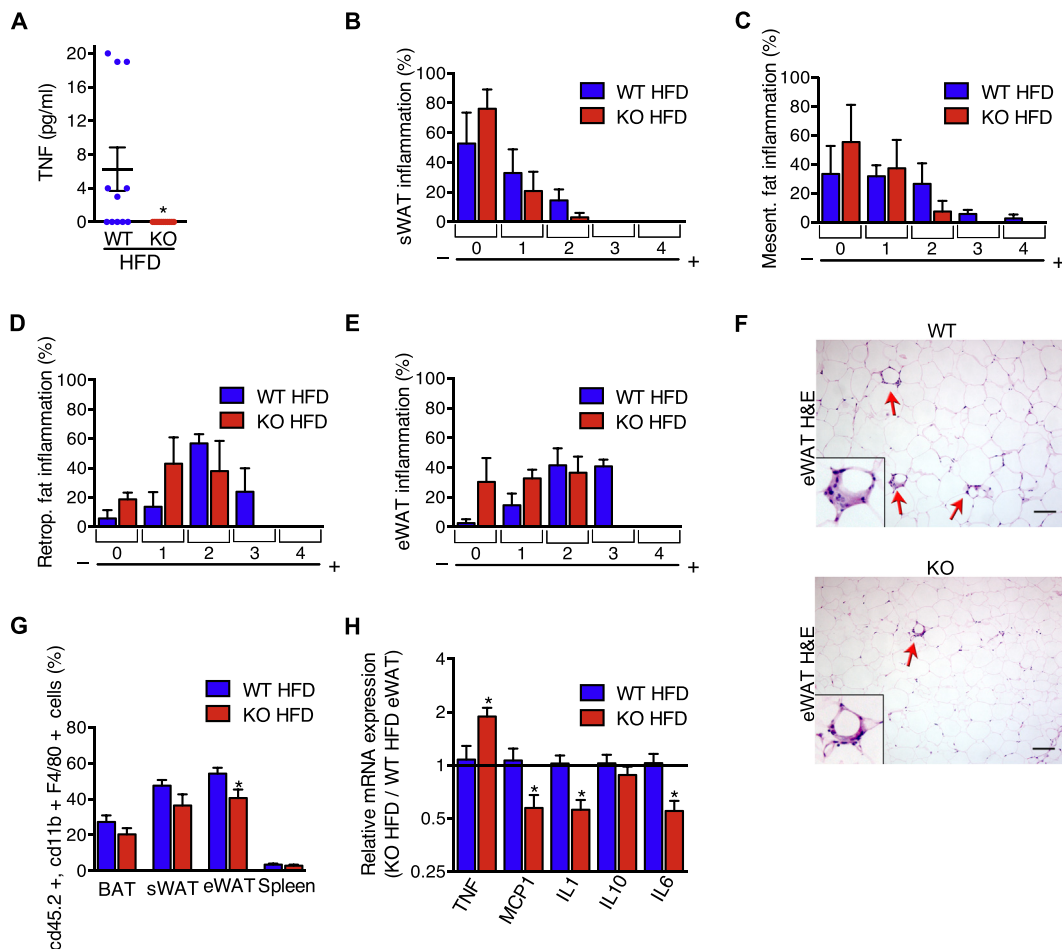 A
TNF (pg/ml)
20
16
12
8
4
0
*
WT KO
HFD
B
sWAT inflammation (%)
100
80
60
40
20
0
WT HFD
KO HFD
0 1 2 3 4
– +
C
Mesent. fat inflammation (%)
100
80
60
40
20
0
WT HFD
KO HFD
0 1 2 3 4
– +
D
Retrop. fat inflammation (%)
100
80
60
40
20
0
WT HFD
KO HFD
0 1 2 3 4
– +
E
eWAT inflammation (%)
100
80
60
40
20
0
WT HFD
KO HFD
0 1 2 3 4
– +
F
WT
eWAT H&E
KO
eWAT H&E
G
cd45.2 +, cd11b + F4/80 + cells (%)
80
60
40
20
0
WT HFD
KO HFD
*
BAT sWAT eWAT Spleen
H
Relative mRNA expression
(KO HFD / WT HFD eWAT)
4
2
1
0.5
0.25
WT HFD
KO HFD
* * * *
TNF MCP1 IL1 IL10 IL6